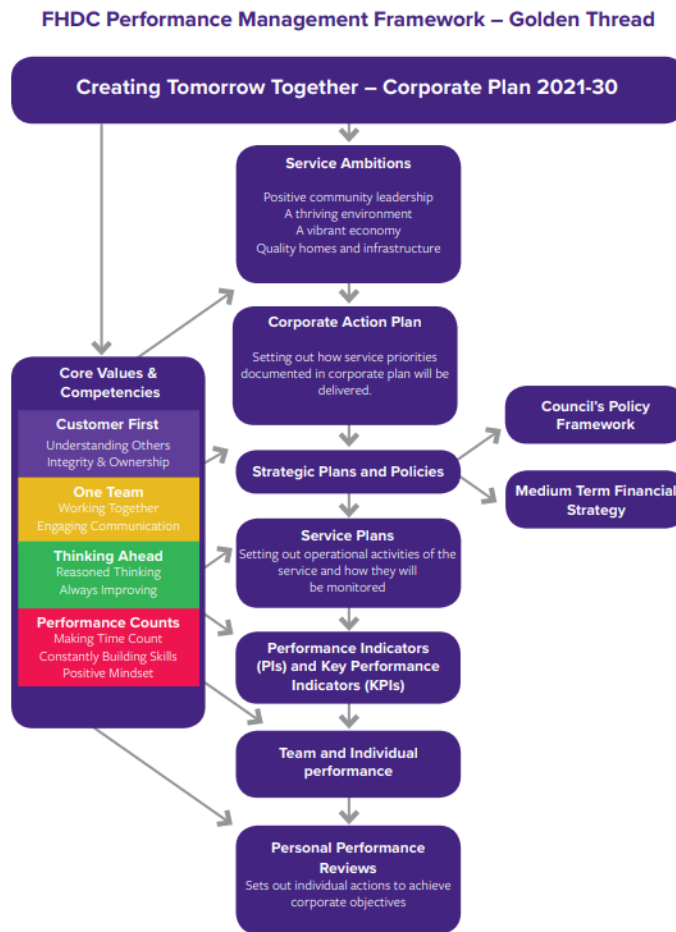 FHDC Performance Management Framework – Golden Thread
Creating Tomorrow Together – Corporate Plan 2021-30
Service Ambitions
Positive community leadership
A thriving environment
A vibrant economy
Quality homes and infrastructure
Corporate Action Plan
Setting out how service priorities
documented in corporate plan will be
delivered.
Core Values &
Competencies
Customer First
Understanding Others
Integrity & Ownership
One Team
Working Together
Engaging Communication
Thinking Ahead
Reasoned Thinking
Always Improving
Performance Counts
Making Time Count
Constantly Building Skills
Positive Mindset
Strategic Plans and Policies
Council's Policy
Framework
Medium Term Financial
Strategy
Service Plans
Setting out operational activities of the
service and how they will
be monitored
Performance Indicators
(PIs) and Key Performance
Indicators (KPIs)
Team and Individual
performance
Personal Performance
Reviews
Sets out individual actions to achieve
corporate objectives